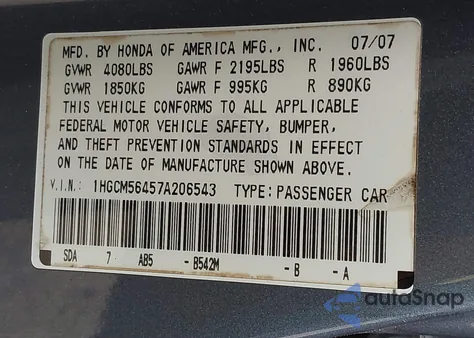 MFD. BY HONDA OF AMERICA MFG., INC. 07/07
GVWR 4080LBS GAWR F 2195LBS R 1960LBS
GVWR 1850KG GAWR F 995KG R 890KG
THIS VEHICLE CONFORMS TO ALL APPLICABLE
FEDERAL MOTOR VEHICLE SAFETY, BUMPER,
AND THEFT PREVENTION STANDARDS IN EFFECT
ON THE DATE OF MANUFACTURE SHOWN ABOVE.
V.I.N.: 1HGCM56457A206543 TYPE: PASSENGER CAR
SDA 7 AB5 - B542M - B - A
autoSnap